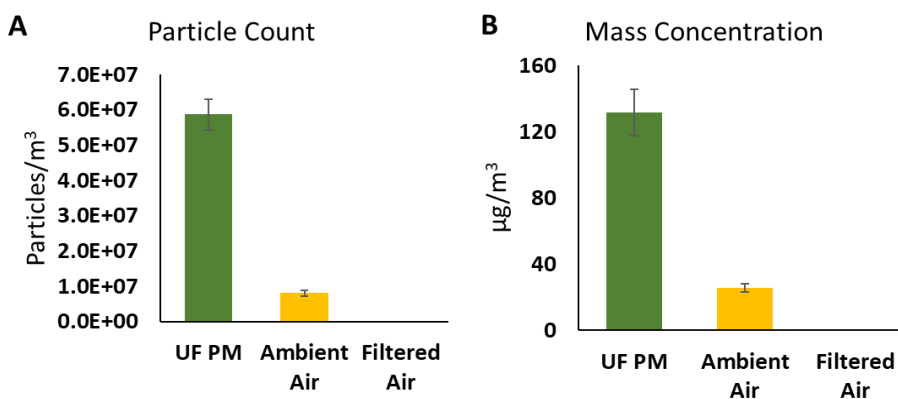 A
Particle Count
Particles/m³
7.0E+07
6.0E+07
5.0E+07
4.0E+07
3.0E+07
2.0E+07
1.0E+07
0.0E+00
UF PM
Ambient
Air
Filtered
Air
B
Mass Concentration
µg/m³
160
120
80
40
0
UF PM
Ambient
Air
Filtered
Air